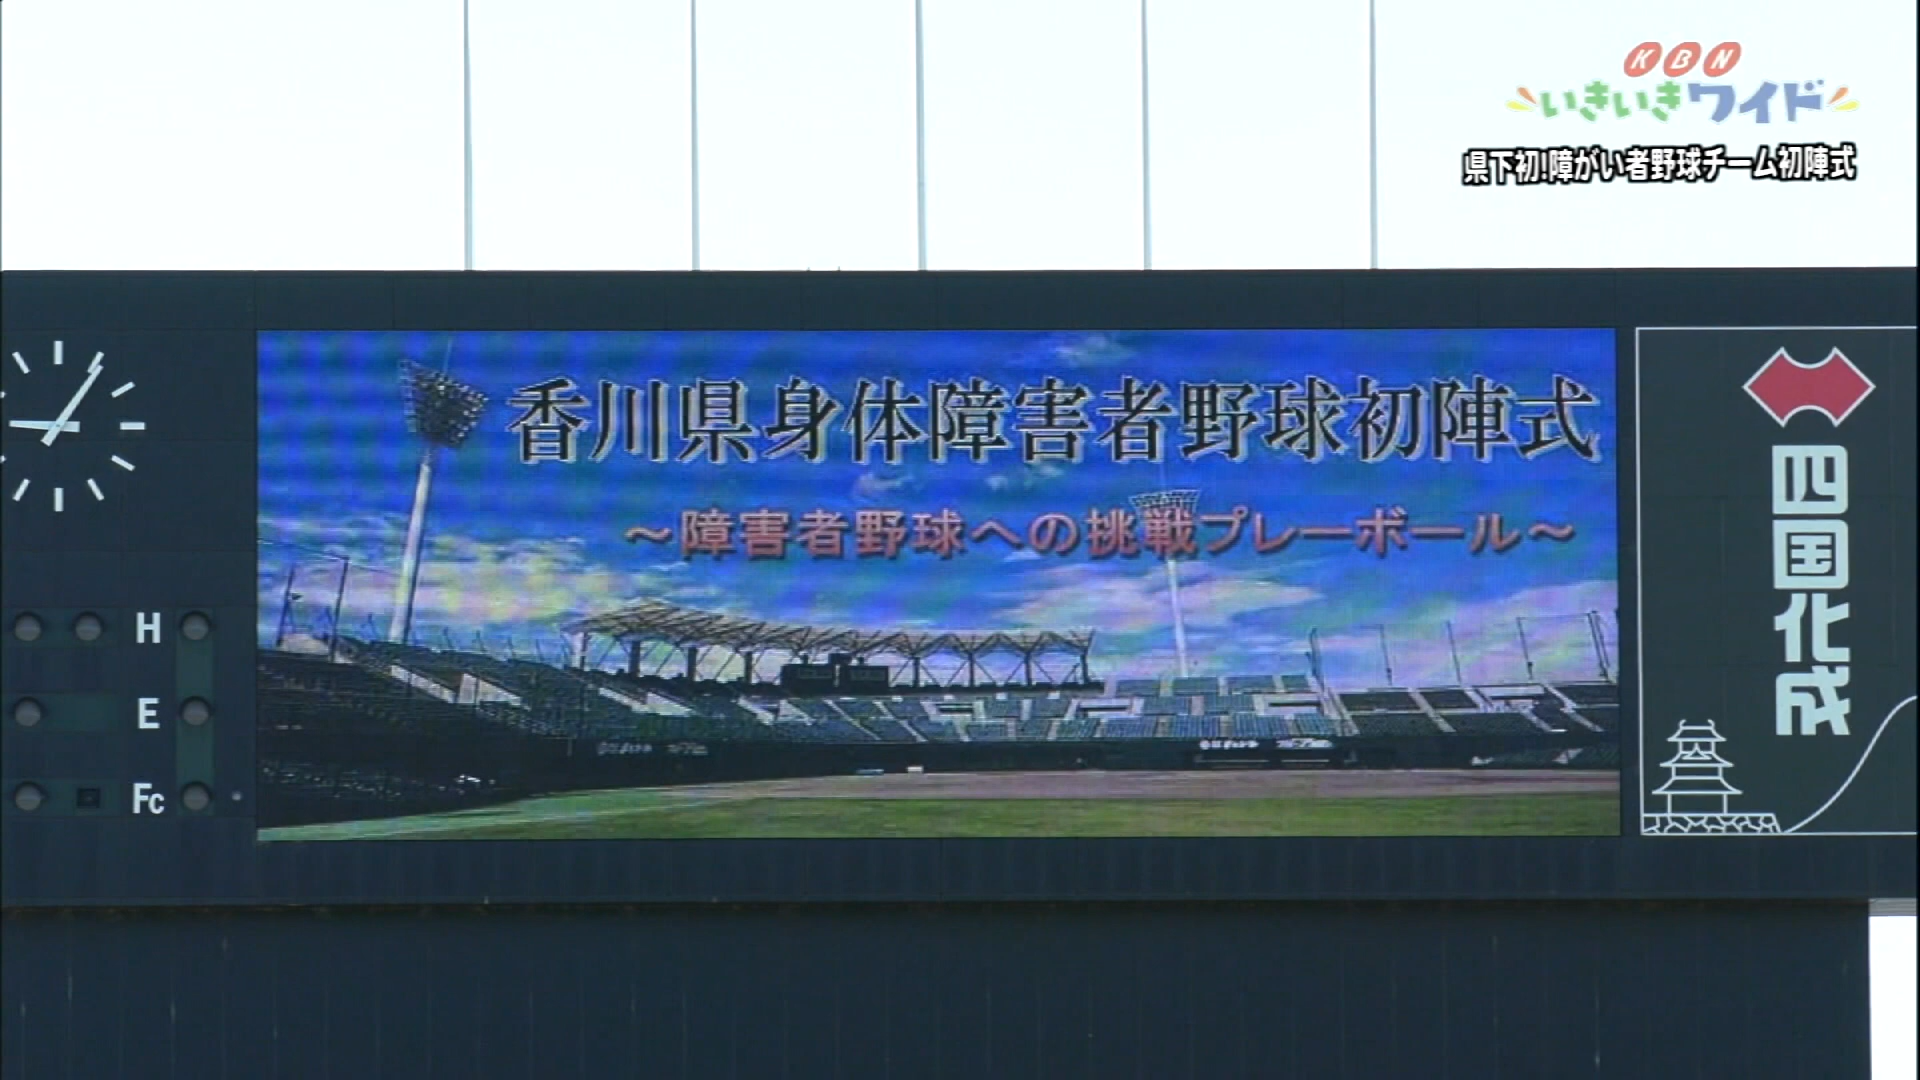 KBN
いきいきワイド
県下初!障がい者野球チーム初陣式
香川県身体障害者野球初陣式
～障害者野球への挑戦プレーボール～
H
E
Fc
四国化成